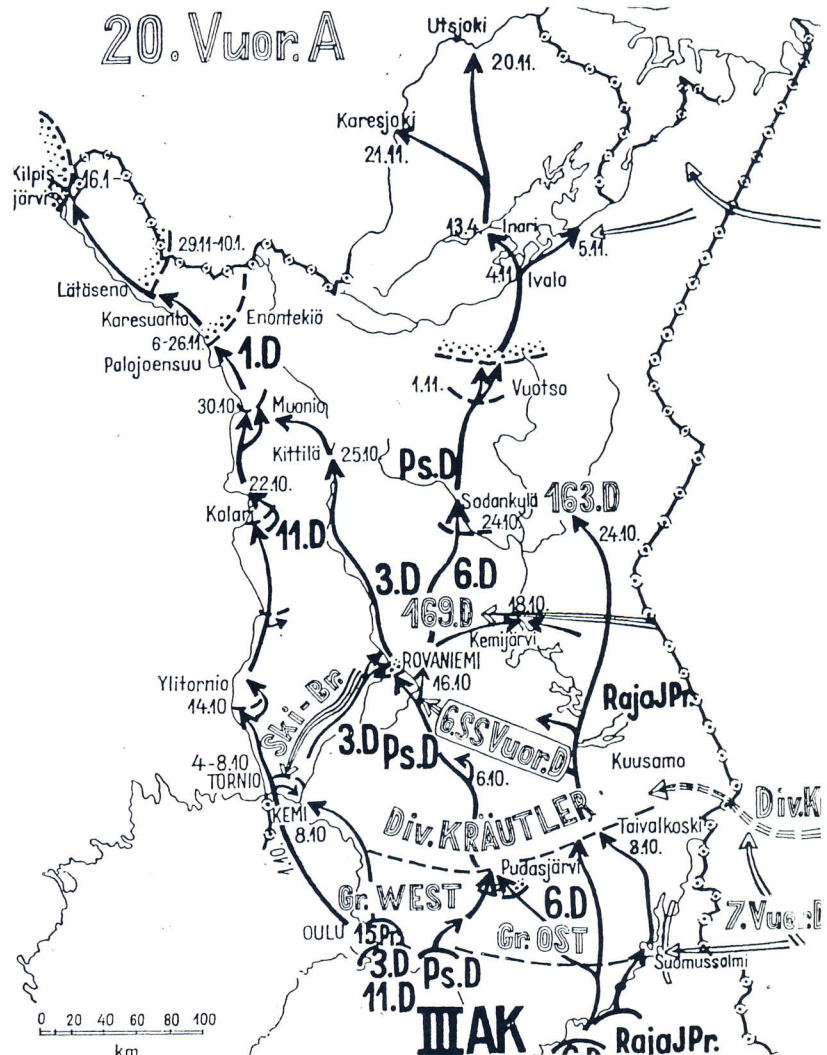 20. Vuor. A
Utsjoki
20.11.
Karesjoki
21.11.
Kilpis
järvi
16.1-
29.11-10.1.
13.4.
Inari
5.11.
4.11.
Ivalo
Lätäseno
Karesuanto
Enontekiö
6-26.11.
Palojoensuu
1.D
1.11.
Vuotso
30.10.
Muonio
Kittilä
25.10.
Ps.D
22.10.
Sodankylä
24.10.
163.D
24.10.
Kolari
11.D
3.D
6.D
169.D
18.10.
Kemijärvi
ROVANIEMI
16.10
Ylitornio
14.10
Ski-Br.
RajaJPr.
6.SS Vuor.D
3.D Ps.D
Kuusamo
4-8.10
TORNIO
6.10.
KEMI
8.10
Div. KRÄUTLER
Div.K
Taivalkoski
8.10.
1.10.
Pudasjärvi
Gr. WEST
6.D
7.Vuor.D
OULU
15.Pr.
Gr. OST
Suomussalmi
3.D
Ps.D
11.D
III AK
6.D
RajaJPr.
0 20 40 60 80 100
km